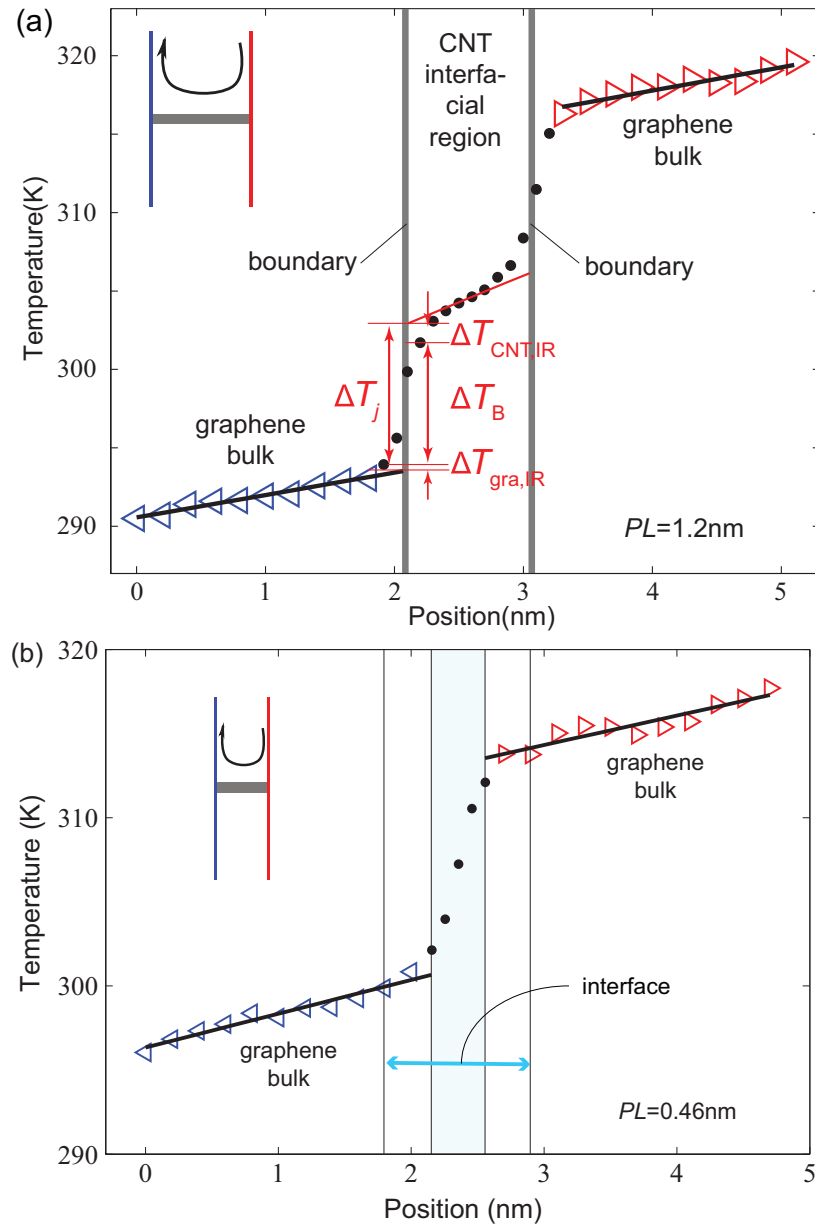 (a)
320
310
300
290
Temperature(K)
CNT
interfa-
cial
region
graphene
bulk
boundary
boundary
ΔT_CNT,IR
ΔT_j
ΔT_B
ΔT_gra,IR
graphene
bulk
PL=1.2nm
0 1 2 3 4 5
Position(nm)
(b)
320
310
300
290
Temperature (K)
graphene
bulk
interface
graphene
bulk
PL=0.46nm
0 1 2 3 4 5
Position (nm)